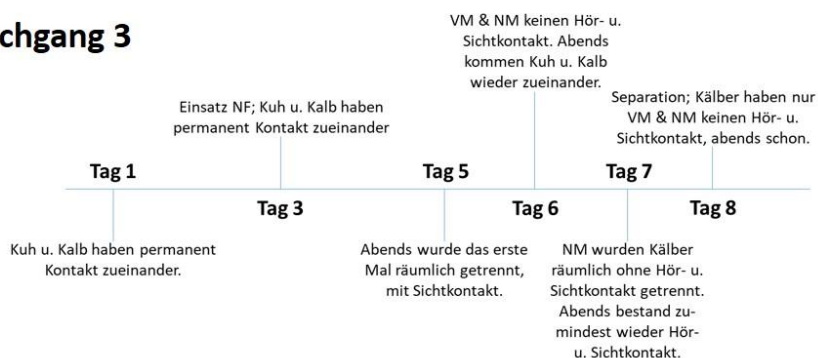 chgang 3
Einsatz NF; Kuh u. Kalb haben
permanent Kontakt zueinander
VM & NM keinen Hör- u.
Sichtkontakt. Abends
kommen Kuh u. Kalb
wieder zueinander.
Separation; Kälber haben nur
VM & NM keinen Hör- u.
Sichtkontakt, abends schon.
Tag 1
Tag 5
Tag 7
Tag 3
Tag 6
Tag 8
Kuh u. Kalb haben permanent
Kontakt zueinander.
Abends wurde das erste
Mal räumlich getrennt,
mit Sichtkontakt.
NM wurden Kälber
räumlich ohne Hör- u.
Sichtkontakt getrennt.
Abends bestand zu-
mindest wieder Hör-
u. Sichtkontakt.